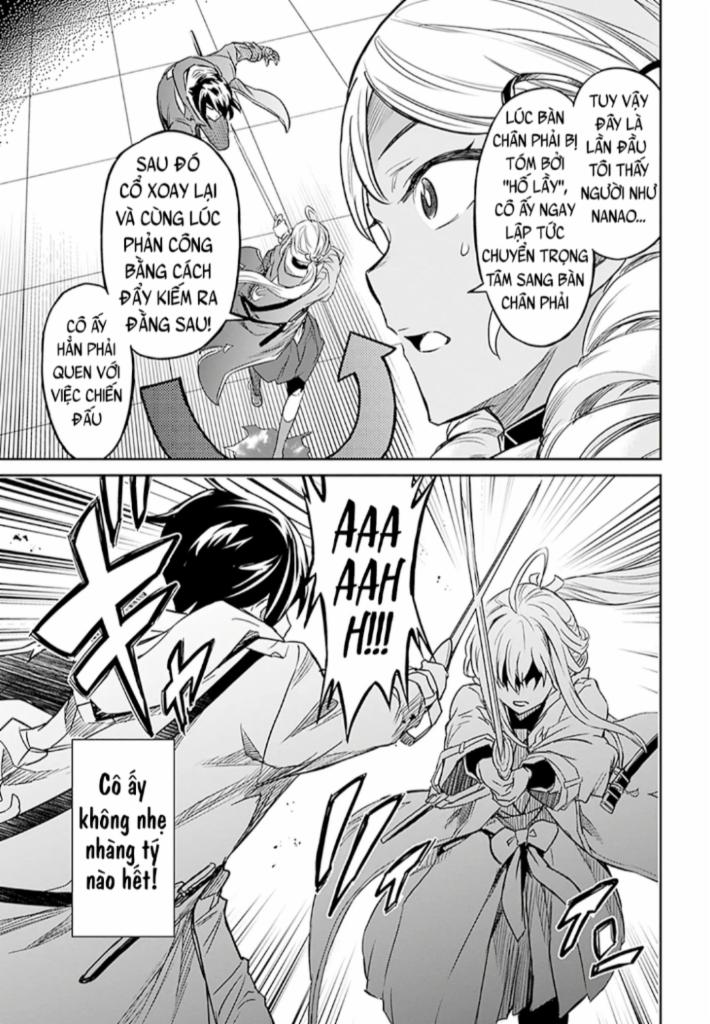 TUY VẬY
ĐÂY LÀ
LẦN ĐẦU
TÔI THẤY
NGƯỜI NHƯ
NANAO...
LÚC BÀN
CHÂN PHẢI BỊ
TÓM BỞI
"HỐ LẦY",
CÔ ẤY NGAY
LẬP TỨC
CHUYỂN TRỌNG
TÂM SANG BÀN
CHÂN PHẢI
SAU ĐÓ
CỔ XOAY LẠI
VÀ CÙNG LÚC
PHẢN CÔNG
BẰNG CÁCH
ĐẨY KIẾM RA
ĐẰNG SAU!
CÔ ẤY
HẲN PHẢI
QUEN VỚI
VIỆC CHIẾN
ĐẤU
AAA
AAH
H!!!
ギギ
Cô ấy
không nhẹ
nhàng tý
nào hết!